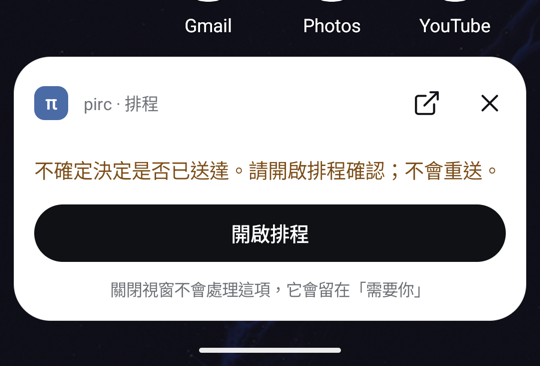 Gmail Photos YouTube
π pirc · 排程
不確定決定是否已送達。請開啟排程確認；不會重送。
開啟排程
關閉視窗不會處理這項，它會留在「需要你」